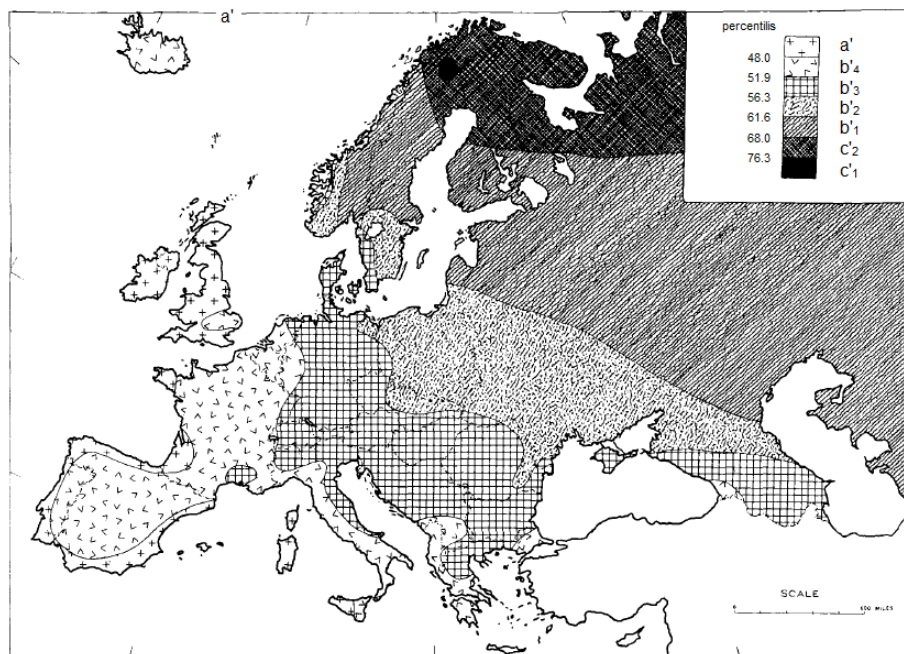 a'
percentilis
a'
48.0
b'4
51.9
b'3
56.3
b'2
61.6
b'1
68.0
c'2
76.3
c'1
SCALE
0 600 MILES